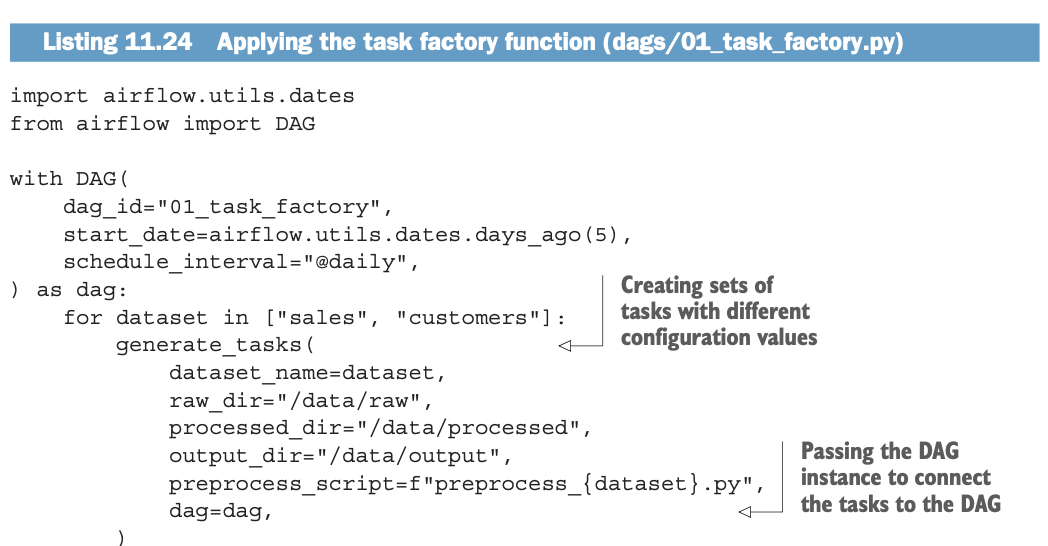 Listing 11.24 Applying the task factory function (dags/01_task_factory.py)
import airflow.utils.dates
from airflow import DAG
with DAG(
    dag_id="01_task_factory",
    start_date=airflow.utils.dates.days_ago(5),
    schedule_interval="@daily",
) as dag:
    for dataset in ["sales", "customers"]:
        generate_tasks(
            dataset_name=dataset,
            raw_dir="/data/raw",
            processed_dir="/data/processed",
            output_dir="/data/output",
            preprocess_script=f"preprocess_{dataset}.py",
            dag=dag,
        )
Creating sets of
tasks with different
configuration values
Passing the DAG
instance to connect
the tasks to the DAG